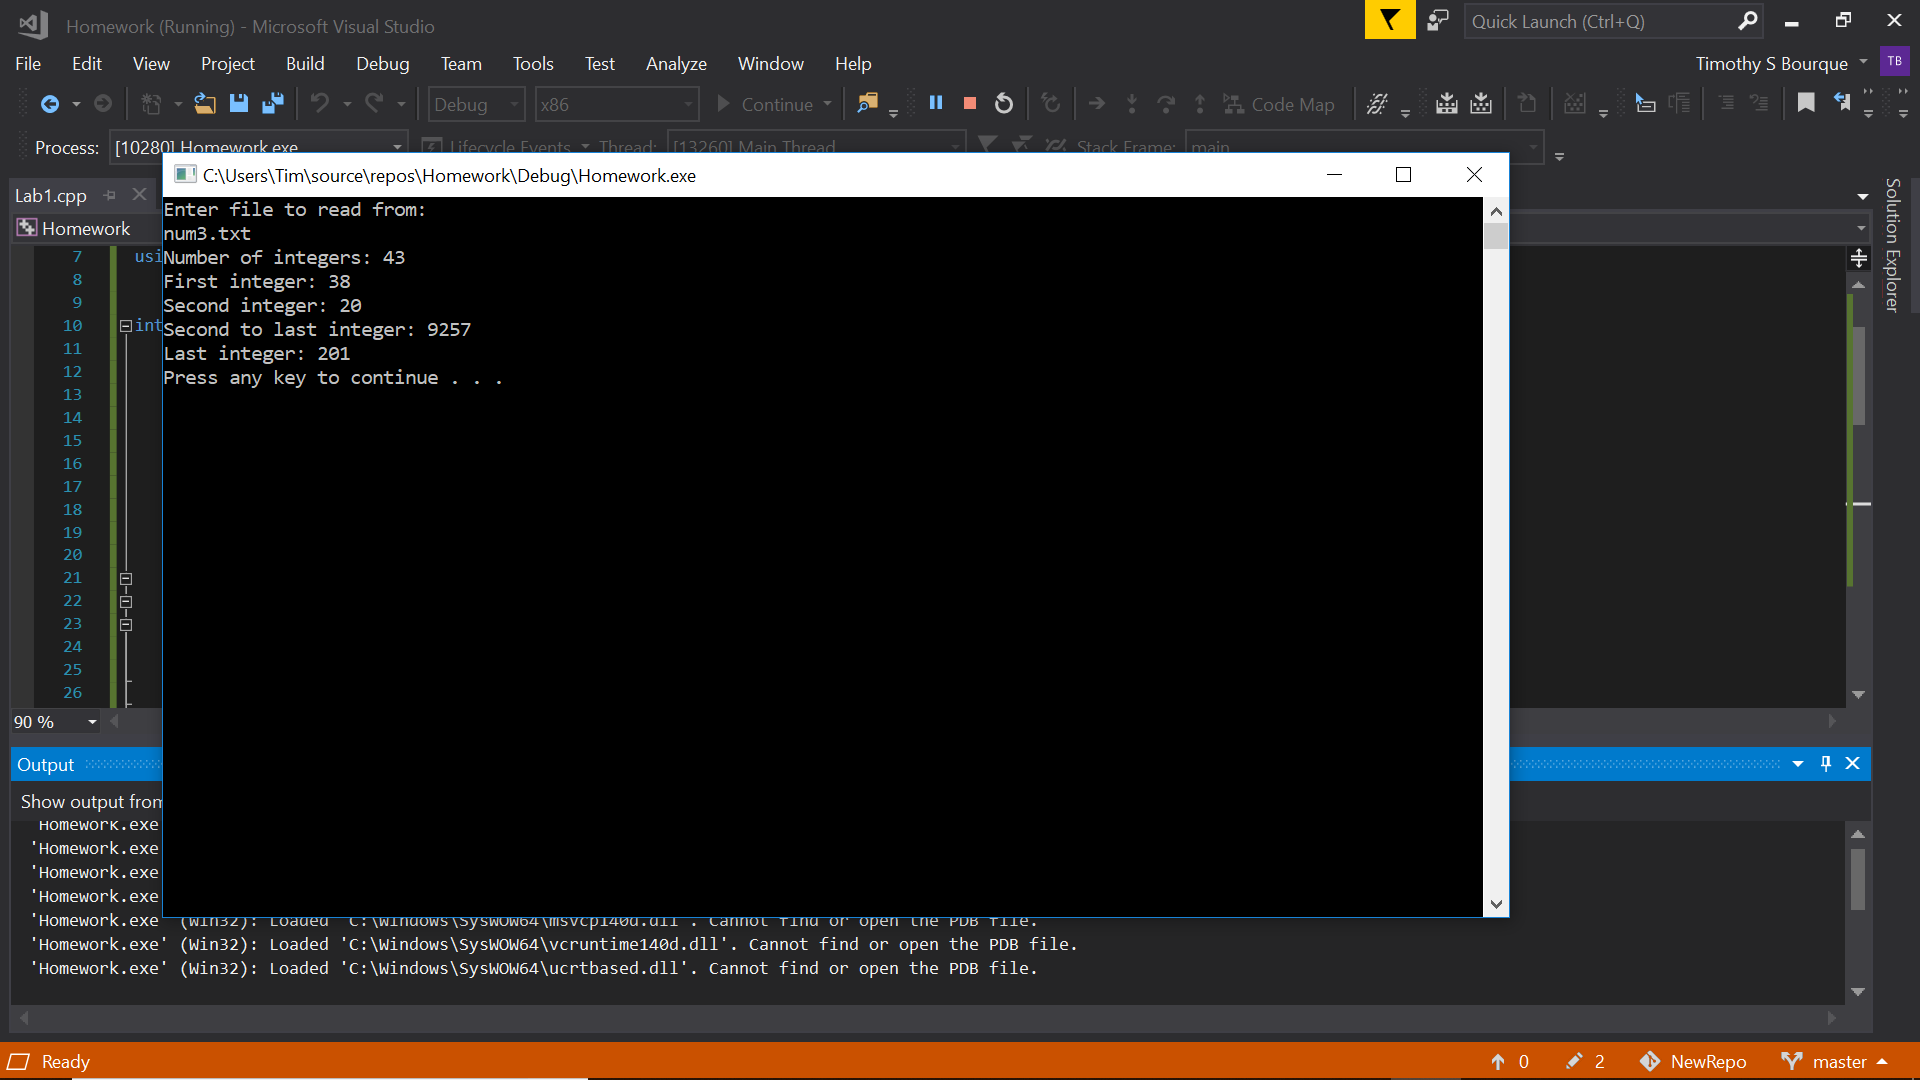 Homework (Running) - Microsoft Visual Studio
Quick Launch (Ctrl+Q)
File Edit View Project Build Debug Team Tools Test Analyze Window Help
Timothy S Bourque TB
Debug x86 Continue Code Map
Process: [10280] Homework.exe Lifecycle Events Thread: [13260] Main Thread Stack Frame: main
C:\Users\Tim\source\repos\Homework\Debug\Homework.exe
Lab1.cpp
Solution Explorer
Homework
Enter file to read from:
num3.txt
Number of integers: 43
First integer: 38
Second integer: 20
Second to last integer: 9257
Last integer: 201
Press any key to continue . . .
7 usi
8
9
10 int
11
12
13
14
15
16
17
18
19
20
21
22
23
24
25
26
90 %
Output
Show output from
'Homework.exe
'Homework.exe
'Homework.exe
'Homework.exe
'Homework.exe' (Win32): Loaded 'C:\Windows\SysWOW64\msvcp140d.dll'. Cannot find or open the PDB file.
'Homework.exe' (Win32): Loaded 'C:\Windows\SysWOW64\vcruntime140d.dll'. Cannot find or open the PDB file.
'Homework.exe' (Win32): Loaded 'C:\Windows\SysWOW64\ucrtbased.dll'. Cannot find or open the PDB file.
Ready
0 2 NewRepo master